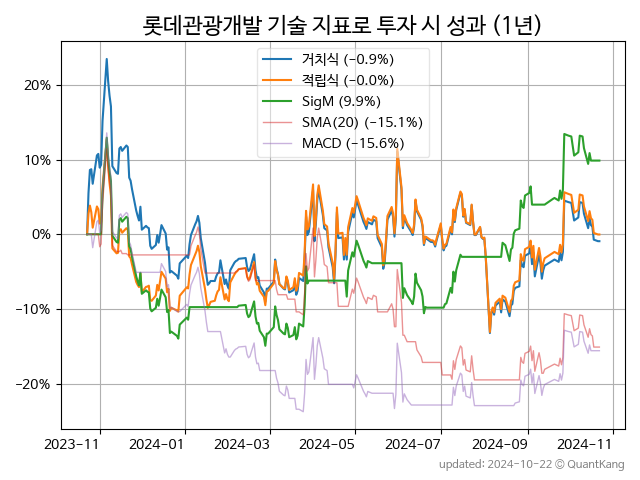 롯데관광개발 기술 지표로 투자 시 성과 (1년)
거치식 (−0.9%)
적립식 (−0.0%)
SigM (9.9%)
SMA(20) (−15.1%)
MACD (−15.6%)
20%
10%
0%
−10%
−20%
2023−11 2024−01 2024−03 2024−05 2024−07 2024−09 2024−11
updated: 2024−10−22 © QuantKang